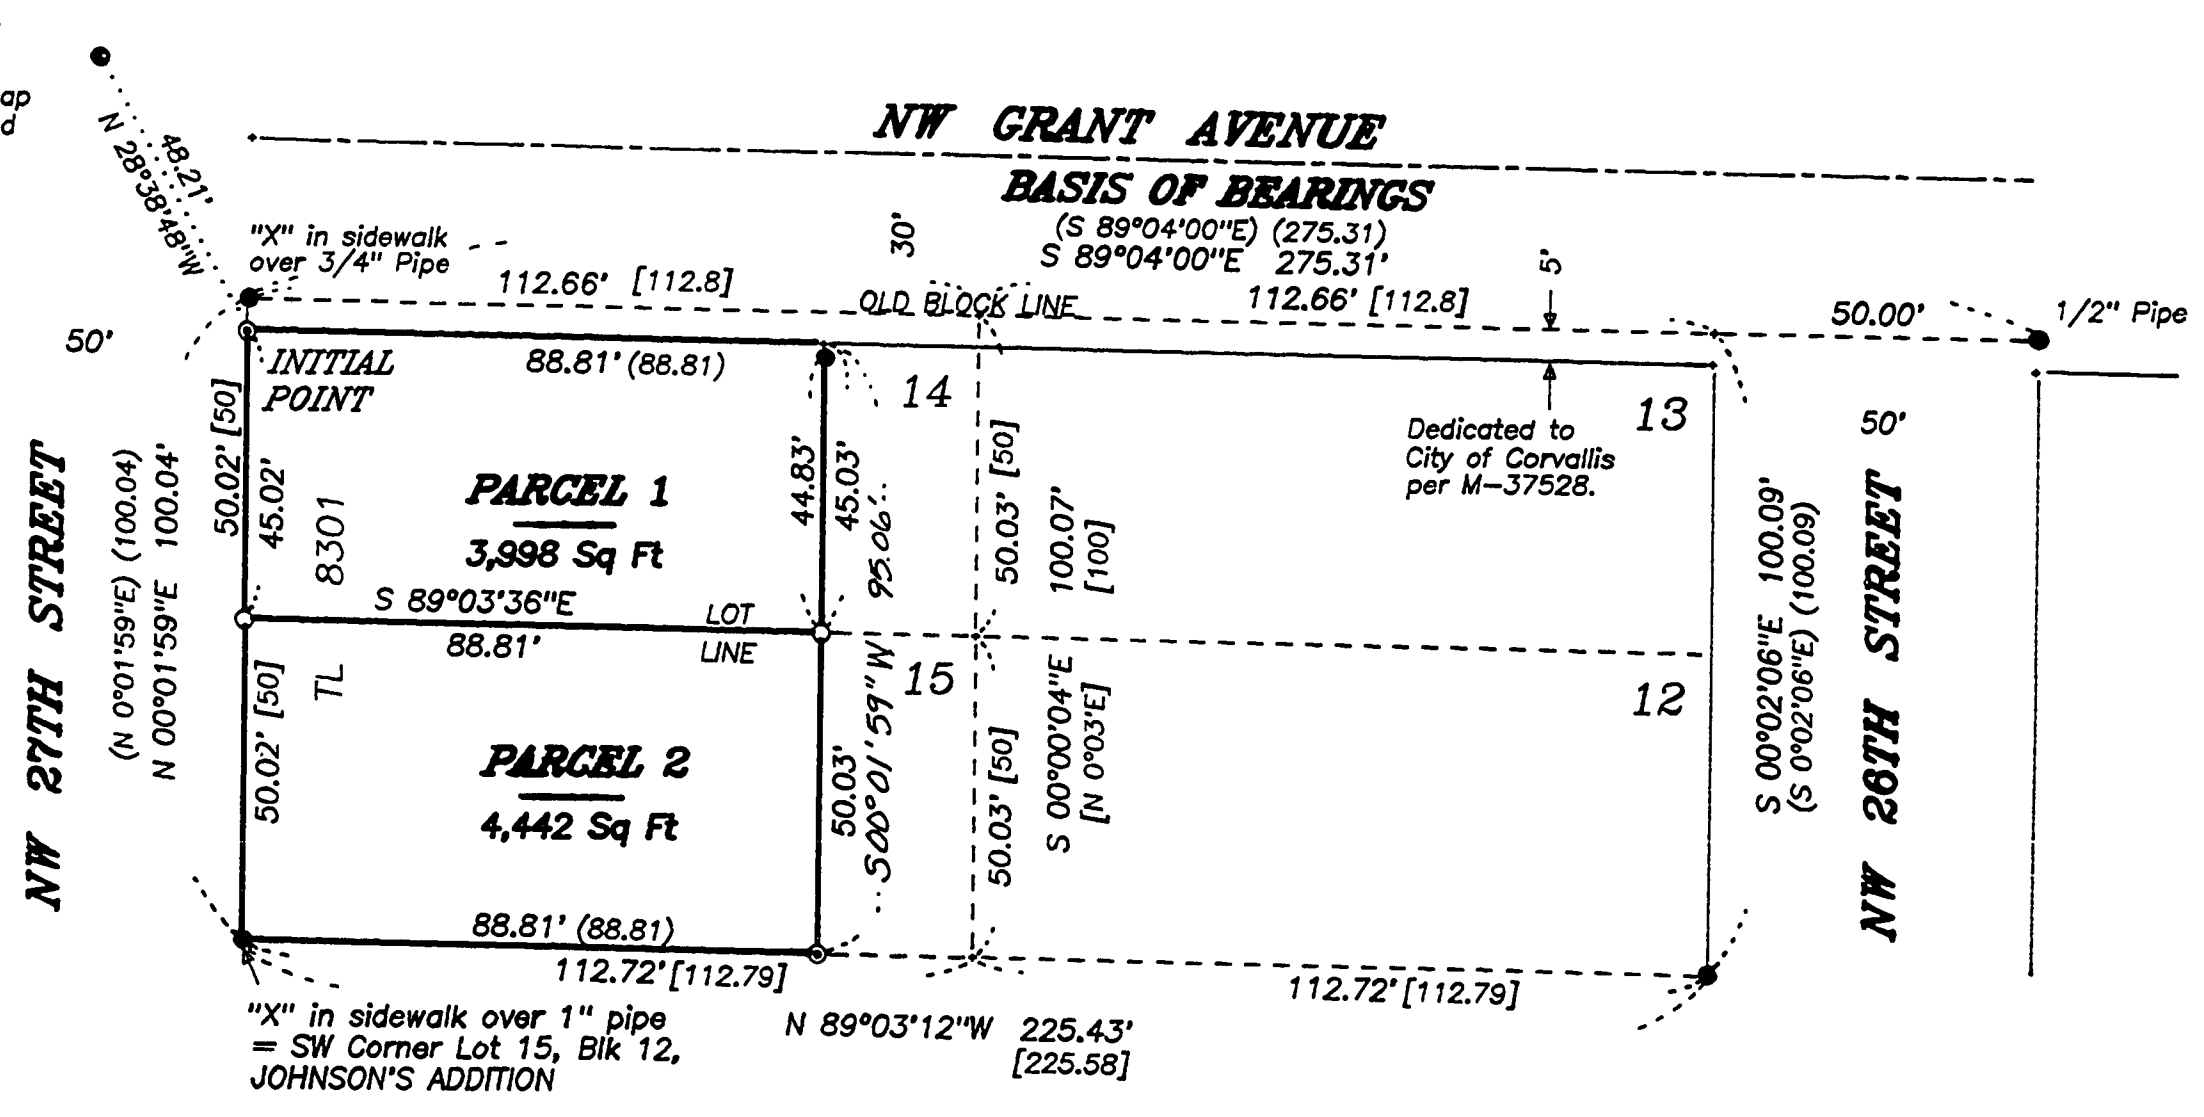 ap
d
N 28°38'48"W
48.21'
NW GRANT AVENUE
BASIS OF BEARINGS
(S 89°04'00"E) (275.31)
S 89°04'00"E 275.31'
30'
5'
"X" in sidewalk
over 3/4" Pipe
112.66' [112.8]
OLD BLOCK LINE
112.66' [112.8]
50.00'
1/2" Pipe
50'
INITIAL
POINT
88.81' (88.81)
14
13
50'
Dedicated to
City of Corvallis
per M-37528.
NW 27TH STREET
(N 0°01'59"E) (100.04)
N 00°01'59"E 100.04'
50.02' [50]
45.02'
TL 8301
PARCEL 1
3,998 Sq Ft
44.83'
45.03'
S00°01'59"W 95.06'
50.03' [50]
100.07'
[100]
S 89°03'36"E
88.81'
LOT
LINE
50.02' [50]
PARCEL 2
4,442 Sq Ft
50.03'
15
12
50.03' [50]
S 00°00'04"E
[N 0°03'E]
S 00°02'06"E 100.09'
(S 0°02'06"E) (100.09)
NW 26TH STREET
88.81' (88.81)
112.72' [112.79]
112.72' [112.79]
"X" in sidewalk over 1" pipe
= SW Corner Lot 15, Blk 12,
JOHNSON'S ADDITION
N 89°03'12"W 225.43'
[225.58]